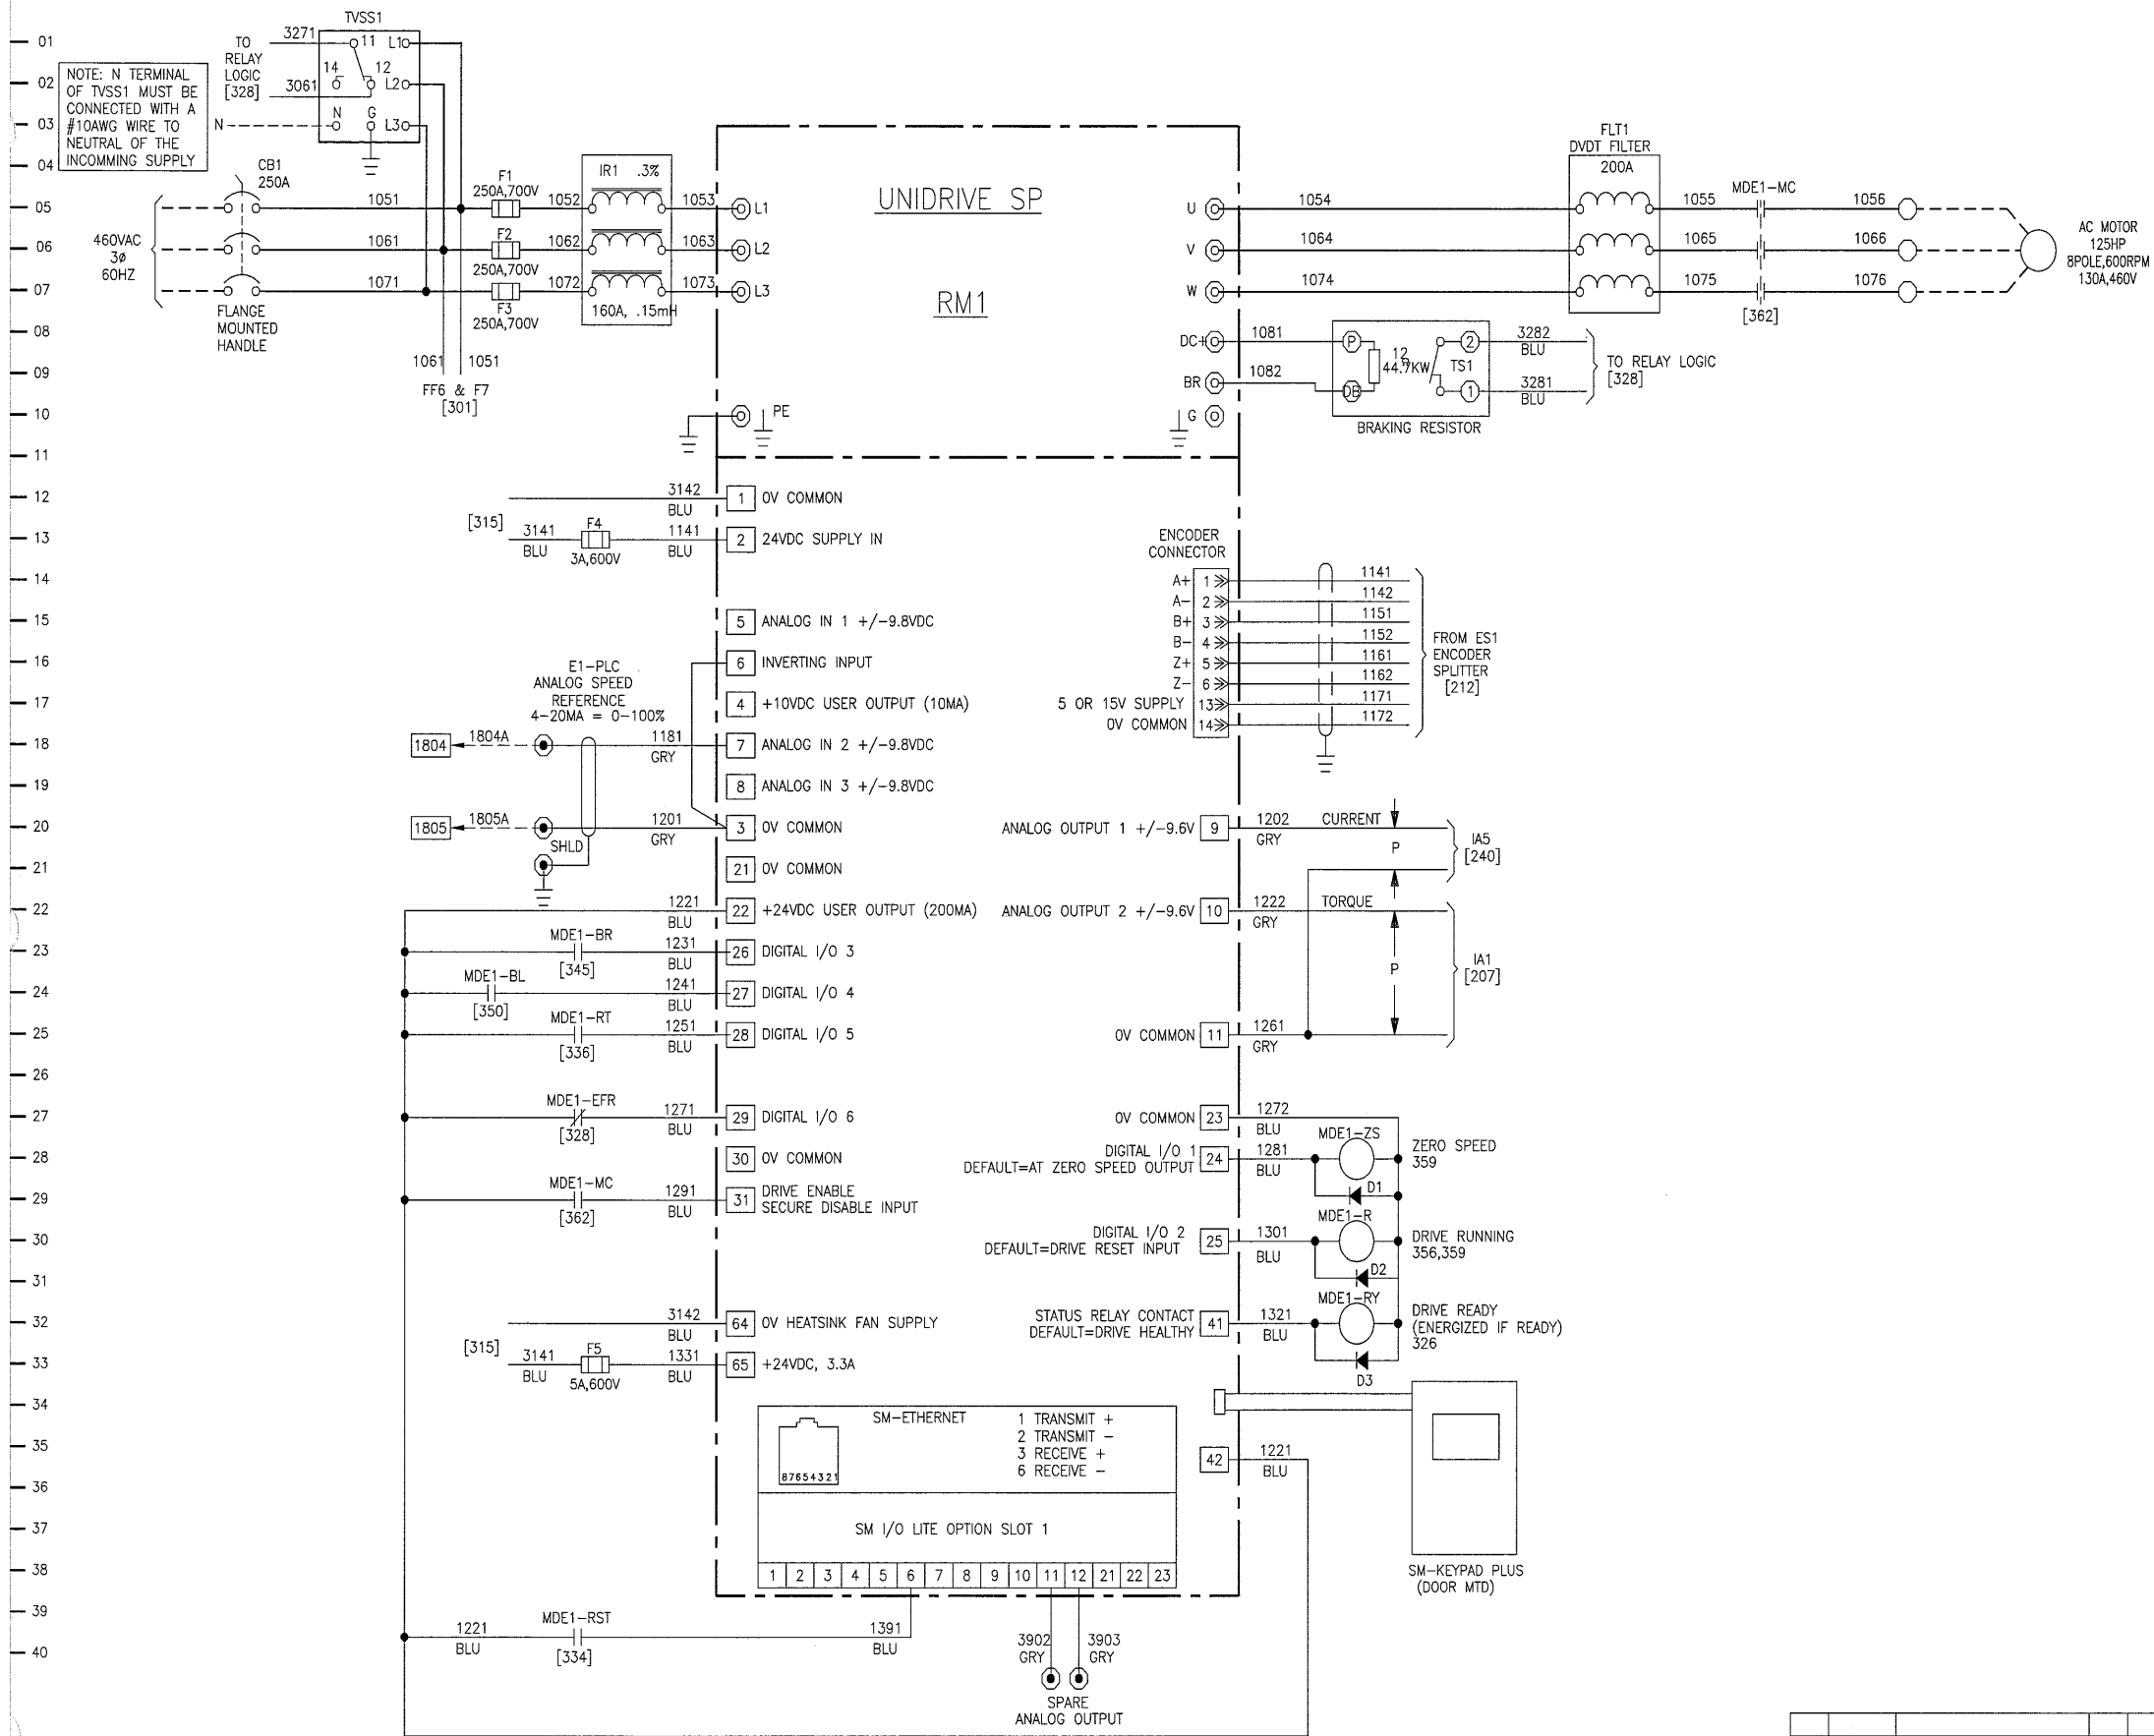 TVSS1
01
TO
RELAY
LOGIC
[328]
3271
11 L1
02
NOTE: N TERMINAL
OF TVSS1 MUST BE
CONNECTED WITH A
#10AWG WIRE TO
NEUTRAL OF THE
INCOMMING SUPPLY
3061
14 12 L2
03
N
N G L3
04
CB1
250A
F1
250A,700V
IR1 .3%
FLT1
DVDT FILTER
200A
05
1051
1052
1053
L1
UNIDRIVE SP
U
1054
1055
MDE1-MC
1056
460VAC
3ø
60HZ
06
1061
F2
250A,700V
1062
1063
L2
V
1064
1065
1066
AC MOTOR
125HP
8POLE,600RPM
130A,460V
07
1071
F3
250A,700V
1072
1073
160A, .15mH
L3
RM1
W
1074
1075
1076
[362]
FLANGE
MOUNTED
HANDLE
08
1061 1051
FF6 & F7
[301]
DC+
1081
P
12
44.7KW
TS1
2
3282
BLU
TO RELAY LOGIC
[328]
09
BR
1082
DB
1
3281
BLU
BRAKING RESISTOR
10
PE
G
11
12
3142
BLU
1 0V COMMON
[315]
13
3141
BLU
F4
3A,600V
1141
BLU
2 24VDC SUPPLY IN
ENCODER
CONNECTOR
14
A+ 1 1141
A- 2 1142
15
5 ANALOG IN 1 +/-9.8VDC
B+ 3 1151
B- 4 1152
16
6 INVERTING INPUT
Z+ 5 1161
Z- 6 1162
FROM ES1
ENCODER
SPLITTER
[212]
E1-PLC
ANALOG SPEED
REFERENCE
4-20MA = 0-100%
17
4 +10VDC USER OUTPUT (10MA)
5 OR 15V SUPPLY 13 1171
0V COMMON 14 1172
18
1804
1804A
1181
GRY
7 ANALOG IN 2 +/-9.8VDC
19
8 ANALOG IN 3 +/-9.8VDC
20
1805
1805A
SHLD
1201
GRY
3 0V COMMON
ANALOG OUTPUT 1 +/-9.6V 9
1202
GRY
CURRENT
P
IA5
[240]
21
21 0V COMMON
22
1221
BLU
22 +24VDC USER OUTPUT (200MA)
ANALOG OUTPUT 2 +/-9.6V 10
1222
GRY
TORQUE
P
IA1
[207]
23
MDE1-BR
[345]
1231
BLU
26 DIGITAL I/O 3
24
MDE1-BL
[350]
1241
BLU
27 DIGITAL I/O 4
25
MDE1-RT
[336]
1251
BLU
28 DIGITAL I/O 5
0V COMMON 11
1261
GRY
26
27
MDE1-EFR
[328]
1271
BLU
29 DIGITAL I/O 6
0V COMMON 23
1272
BLU
28
30 0V COMMON
DIGITAL I/O 1
DEFAULT=AT ZERO SPEED OUTPUT 24
1281
BLU
MDE1-ZS
D1
ZERO SPEED
359
29
MDE1-MC
[362]
1291
BLU
31 DRIVE ENABLE
SECURE DISABLE INPUT
30
DIGITAL I/O 2
DEFAULT=DRIVE RESET INPUT 25
1301
BLU
MDE1-R
D2
DRIVE RUNNING
356,359
31
32
3142
BLU
64 0V HEATSINK FAN SUPPLY
STATUS RELAY CONTACT
DEFAULT=DRIVE HEALTHY 41
1321
BLU
MDE1-RY
D3
DRIVE READY
(ENERGIZED IF READY)
326
[315]
33
3141
BLU
F5
5A,600V
1331
BLU
65 +24VDC, 3.3A
34
SM-ETHERNET
1 TRANSMIT +
2 TRANSMIT -
3 RECEIVE +
6 RECEIVE -
87654321
35
42
1221
BLU
36
37
SM I/O LITE OPTION SLOT 1
38
1 2 3 4 5 6 7 8 9 10 11 12 21 22 23
SM-KEYPAD PLUS
(DOOR MTD)
39
1221
BLU
MDE1-RST
[334]
1391
BLU
40
3902
GRY
3903
GRY
SPARE
ANALOG OUTPUT